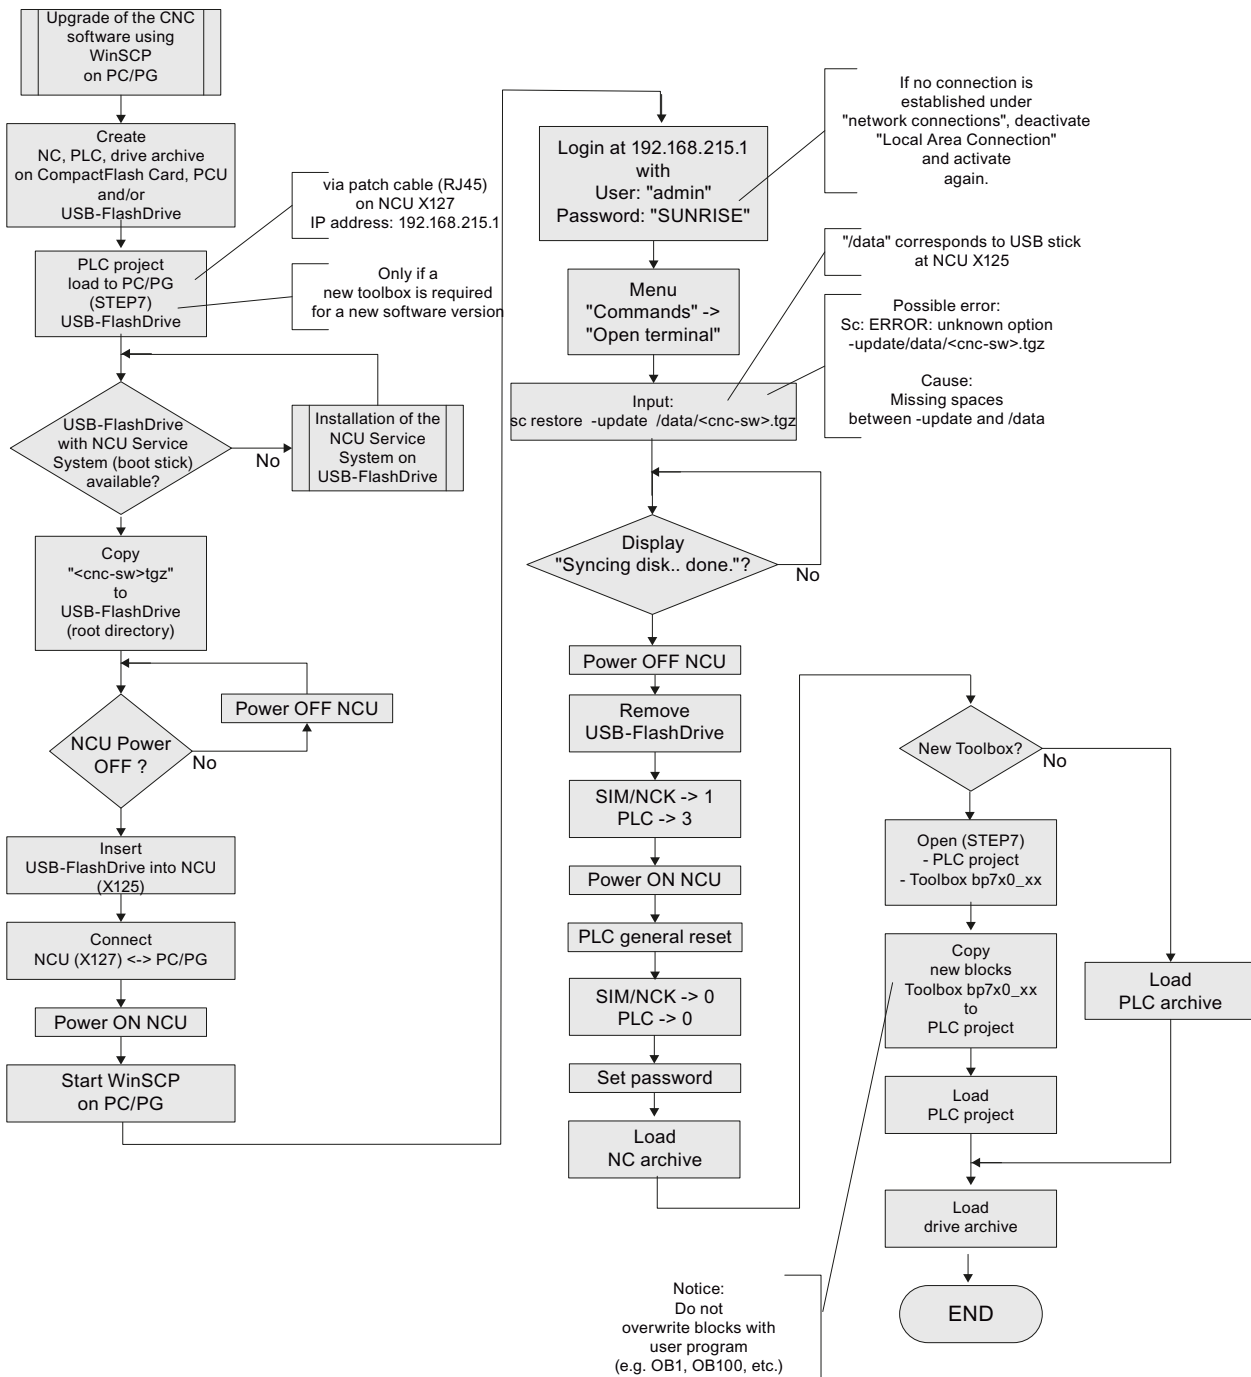 Upgrade of the CNC
software using
WinSCP
on PC/PG
Create
NC, PLC, drive archive
on CompactFlash Card, PCU
and/or
USB-FlashDrive
via patch cable (RJ45)
on NCU X127
IP address: 192.168.215.1
PLC project
load to PC/PG
(STEP7)
USB-FlashDrive
Only if a
new toolbox is required
for a new software version
USB-FlashDrive
with NCU Service
System (boot stick)
available?
No
Installation of the
NCU Service
System on
USB-FlashDrive
Copy
"<cnc-sw>tgz"
to
USB-FlashDrive
(root directory)
Power OFF NCU
NCU Power
OFF ?
No
Insert
USB-FlashDrive into NCU
(X125)
Connect
NCU (X127) <-> PC/PG
Power ON NCU
Start WinSCP
on PC/PG
Login at 192.168.215.1
with
User: "admin"
Password: "SUNRISE"
If no connection is
established under
"network connections", deactivate
"Local Area Connection"
and activate
again.
Menu
"Commands" ->
"Open terminal"
"/data" corresponds to USB stick
at NCU X125
Input:
sc restore -update /data/<cnc-sw>.tgz
Possible error:
Sc: ERROR: unknown option
-update/data/<cnc-sw>.tgz
Cause:
Missing spaces
between -update and /data
Display
"Syncing disk.. done."?
No
Power OFF NCU
Remove
USB-FlashDrive
SIM/NCK -> 1
PLC -> 3
Power ON NCU
PLC general reset
SIM/NCK -> 0
PLC -> 0
Set password
Load
NC archive
New Toolbox?
No
Open (STEP7)
- PLC project
- Toolbox bp7x0_xx
Copy
new blocks
Toolbox bp7x0_xx
to
PLC project
Load
PLC archive
Load
PLC project
Load
drive archive
END
Notice:
Do not
overwrite blocks with
user program
(e.g. OB1, OB100, etc.)